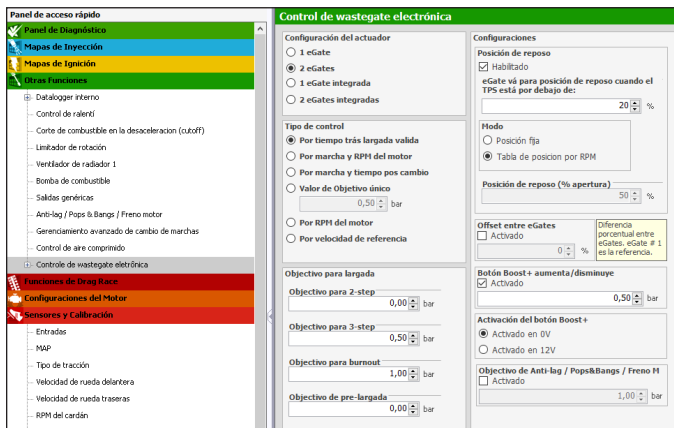 Panel de acceso rápido
Panel de Diagnóstico
Mapas de Inyección
Mapas de Ignición
Otras Funciones
Datalogger interno
Control de ralentí
Corte de combustible en la desaceleracion (cutoff)
Limitador de rotación
Ventilador de radiador 1
Bomba de combustible
Salidas genéricas
Anti-lag / Pops & Bangs / Freno motor
Gerenciamiento avanzado de cambio de marchas
Control de aire comprimido
Controle de wastegate eletrônica
Funciones de Drag Race
Configuraciones del Motor
Sensores y Calibración
Entradas
MAP
Tipo de tracción
Velocidad de rueda delantera
Velocidad de rueda traseras
RPM del cardán
Control de wastegate electrónica
Configuración del actuador
1 eGate
2 eGates
1 eGate integrada
2 eGates integradas
Tipo de control
Por tiempo trás largada valida
Por marcha y RPM del motor
Por marcha y tiempo pos cambio
Valor de Objetivo único
0,50 bar
Por RPM del motor
Por velocidad de referencia
Objectivo para largada
Objectivo para 2-step
0,00 bar
Objectivo para 3-step
0,50 bar
Objectivo para burnout
1,00 bar
Objectivo de pre-largada
0,00 bar
Configuraciones
Posición de reposo
Habilitado
eGate vá para posición de reposo cuando el
TPS está por debajo de:
20 %
Modo
Posición fija
Tabla de posicion por RPM
Posición de reposo (% apertura)
50 %
Offset entre eGates
Activado
0 %
Diferencia
porcentual entre
eGates. eGate # 1
es la referencia.
Botón Boost+ aumenta/disminuye
Activado
0,50 bar
Activación del botón Boost+
Activado en 0V
Activado en 12V
Objectivo de Anti-lag / Pops&Bangs / Freno M
Activado
1,00 bar